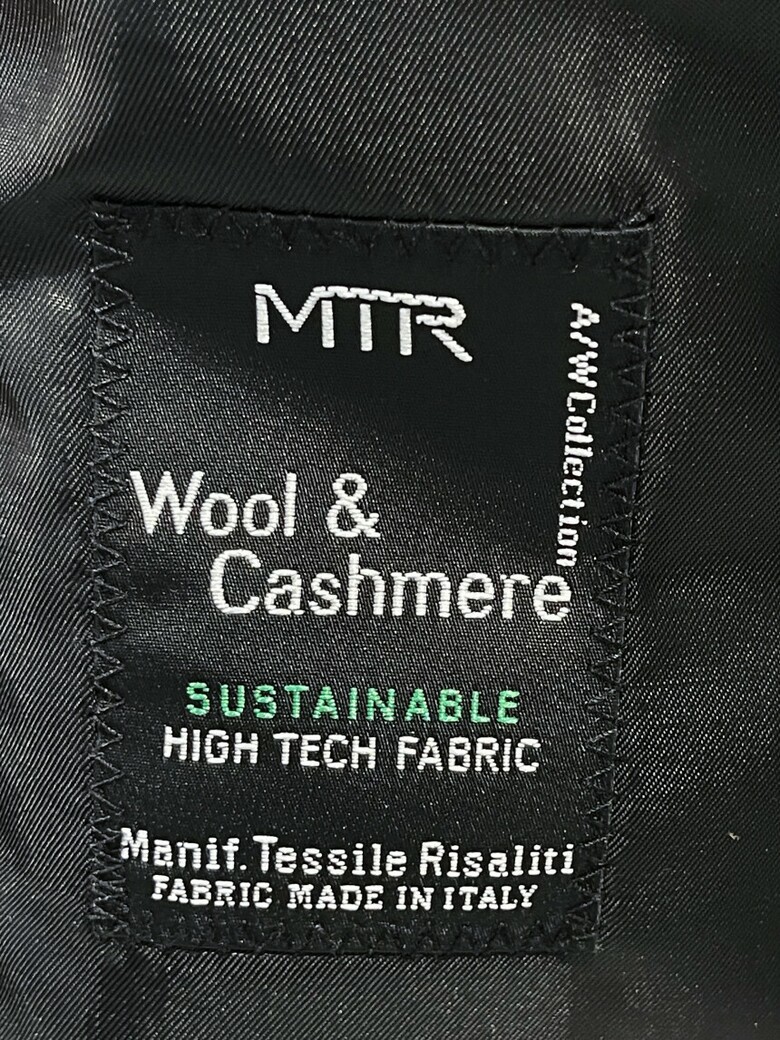 MTR
A/W Collection
Wool &
Cashmere
SUSTAINABLE
HIGH TECH FABRIC
Manif. Tessile Risaliti
FABRIC MADE IN ITALY